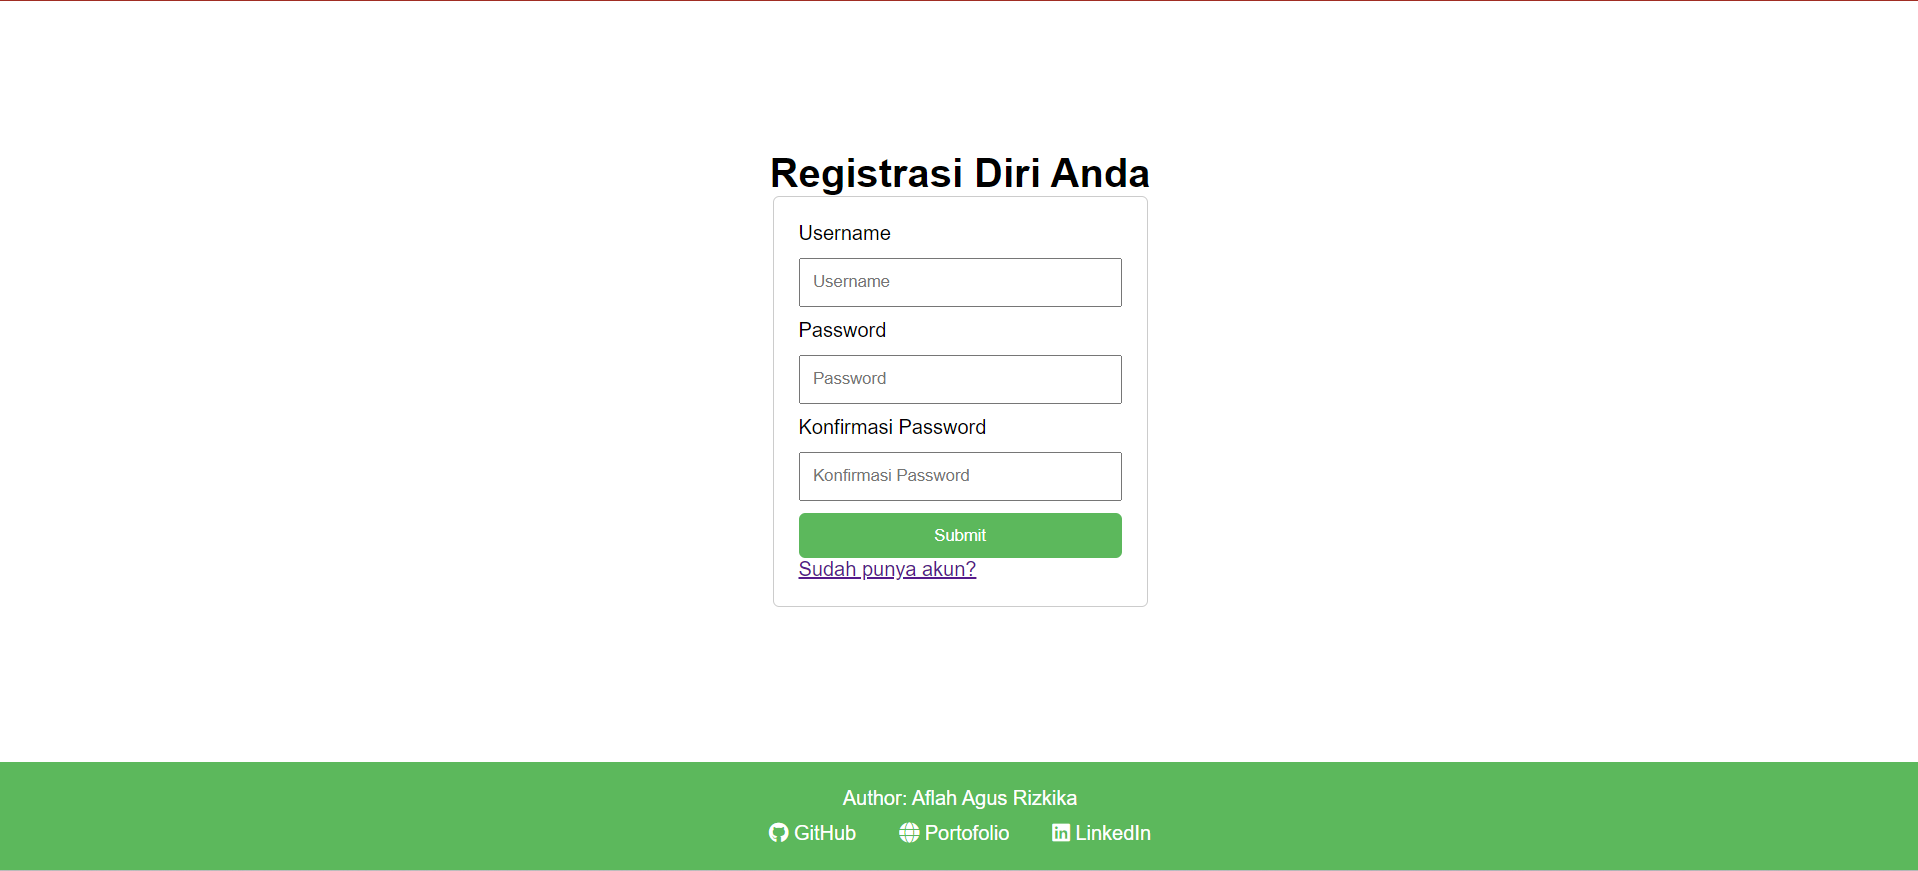 Registrasi Diri Anda
Username
Username
Password
Password
Konfirmasi Password
Konfirmasi Password
Submit
Sudah punya akun?
Author: Aflah Agus Rizkika
GitHub Portofolio LinkedIn